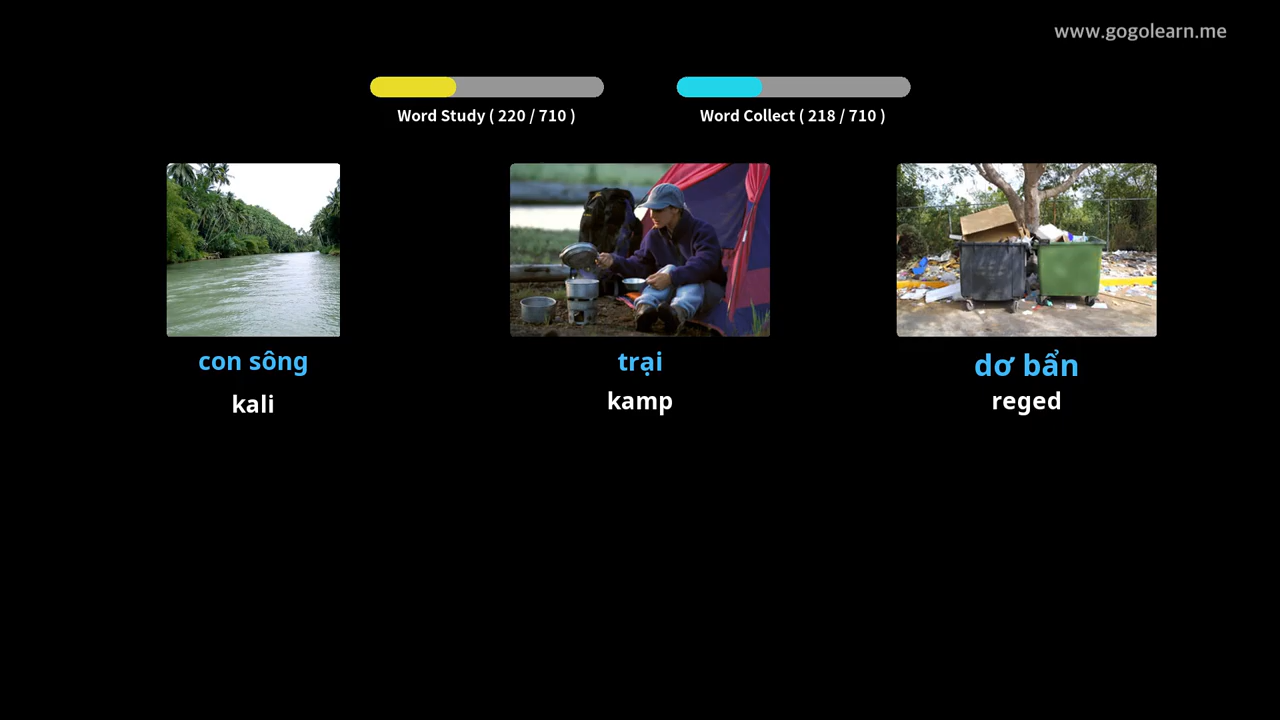 www.gogolearn.me
Word Study ( 220 / 710 )
Word Collect ( 218 / 710 )
con sông
kali
trại
kamp
dơ bẩn
reged